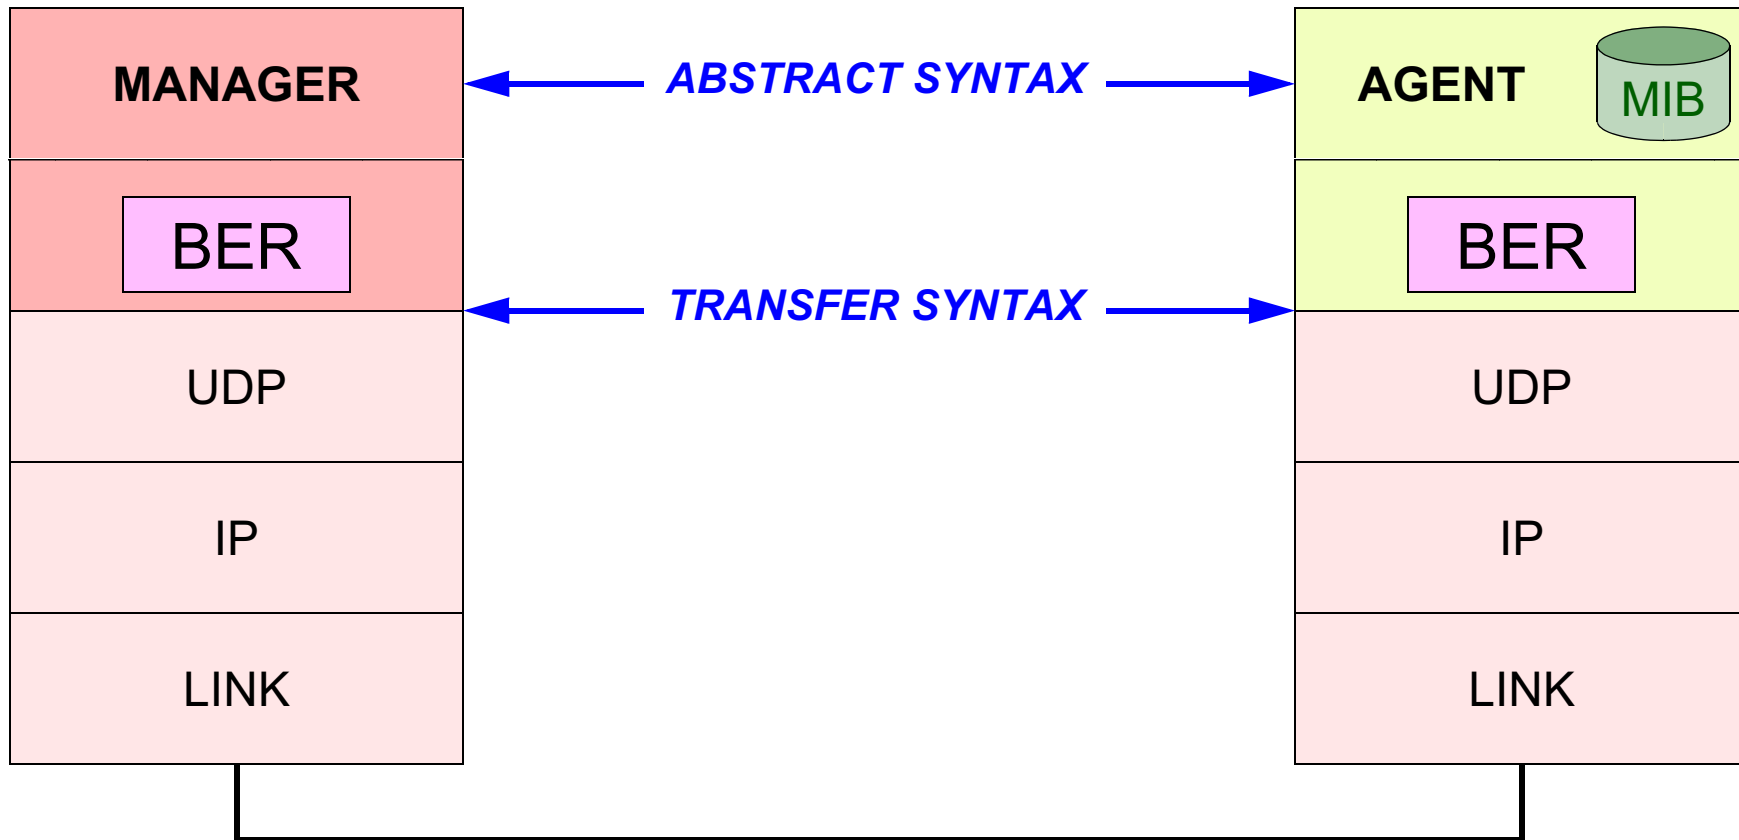 MANAGER
ABSTRACT SYNTAX
AGENT
MIB
BER
BER
TRANSFER SYNTAX
UDP
UDP
IP
IP
LINK
LINK